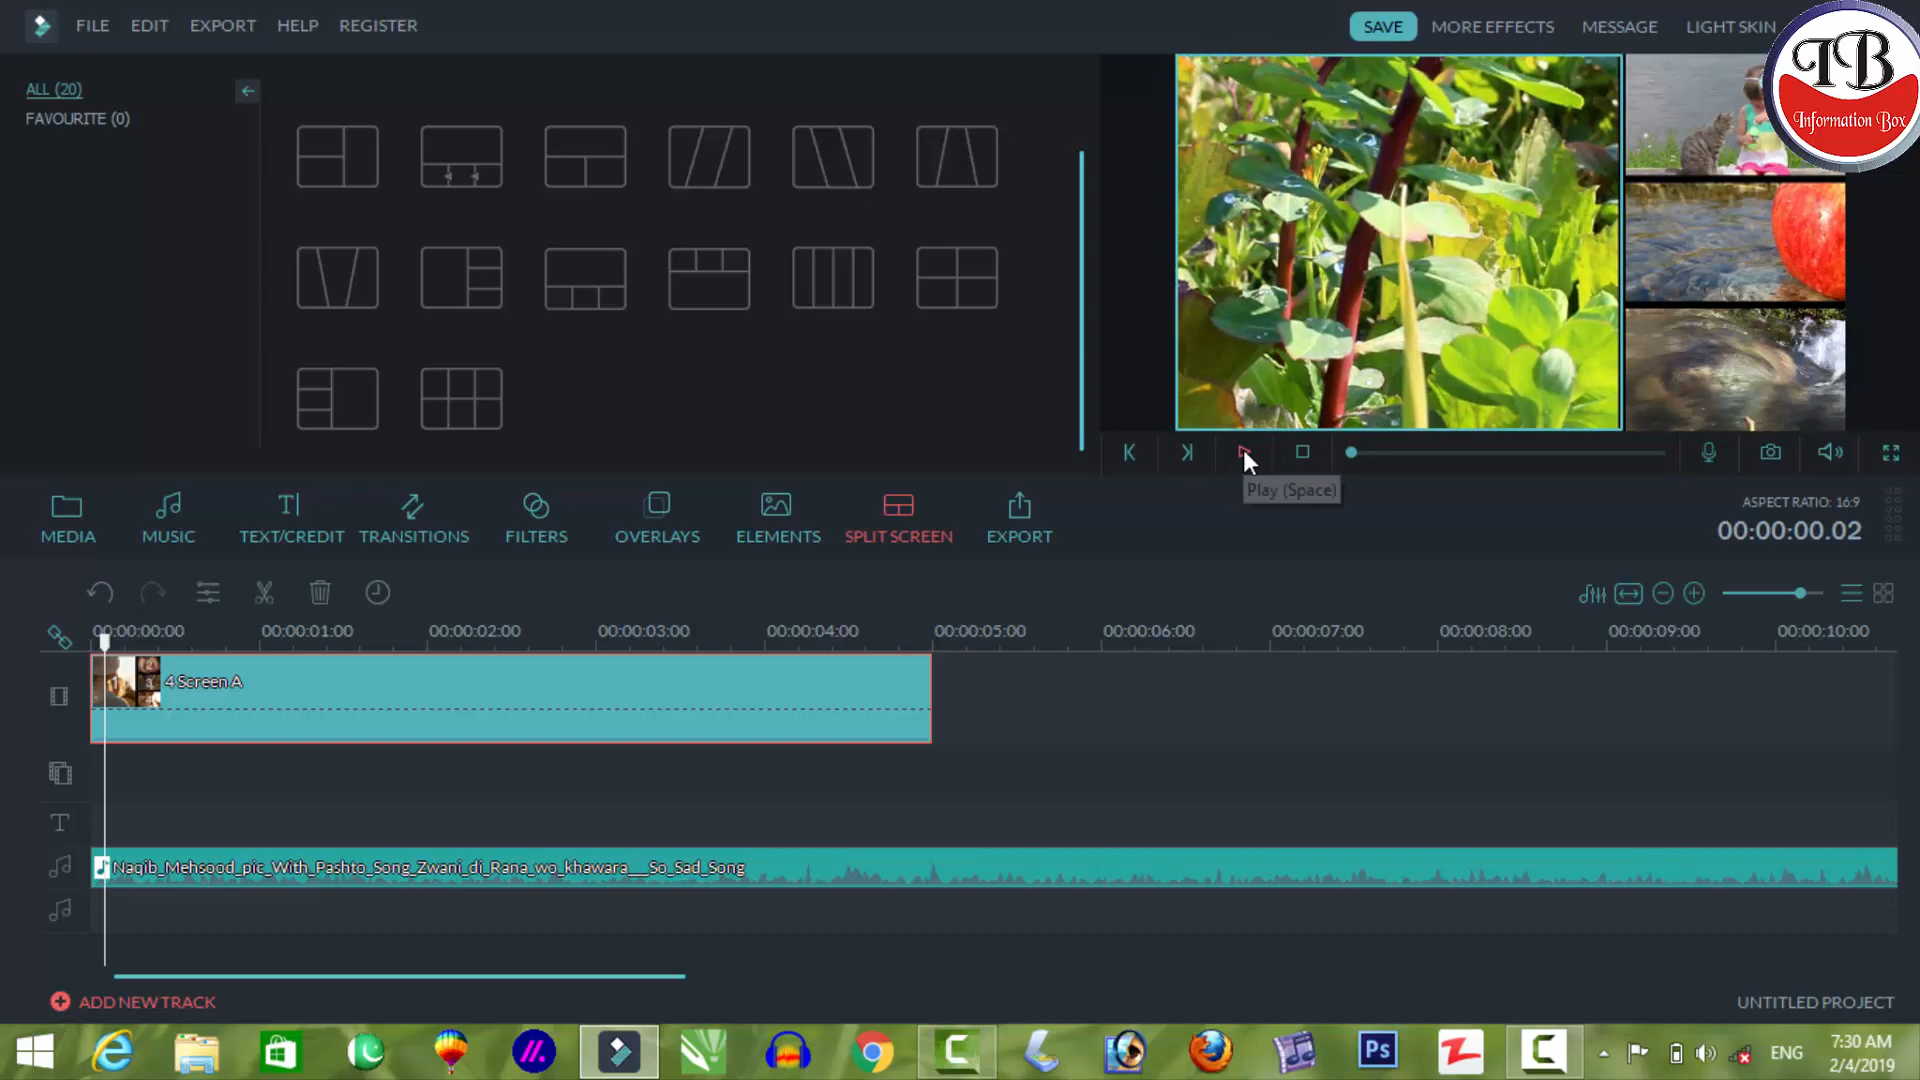 FILE EDIT EXPORT HELP REGISTER
SAVE MORE EFFECTS MESSAGE LIGHT SKIN
TB
Information Box
ALL (20)
FAVOURITE (0)
Play (Space)
MEDIA MUSIC TEXT/CREDIT TRANSITIONS FILTERS OVERLAYS ELEMENTS SPLIT SCREEN EXPORT
ASPECT RATIO: 16:9
00:00:00.02
00:00:00:00 00:00:01:00 00:00:02:00 00:00:03:00 00:00:04:00 00:00:05:00 00:00:06:00 00:00:07:00 00:00:08:00 00:00:09:00 00:00:10:00
4 Screen A
Naqib_Mehsood_pic_With_Pashto_Song_Zwani_di_Rana_wo_khawara__So_Sad_Song
ADD NEW TRACK
UNTITLED PROJECT
Ps
ENG
7:30 AM
2/4/2019